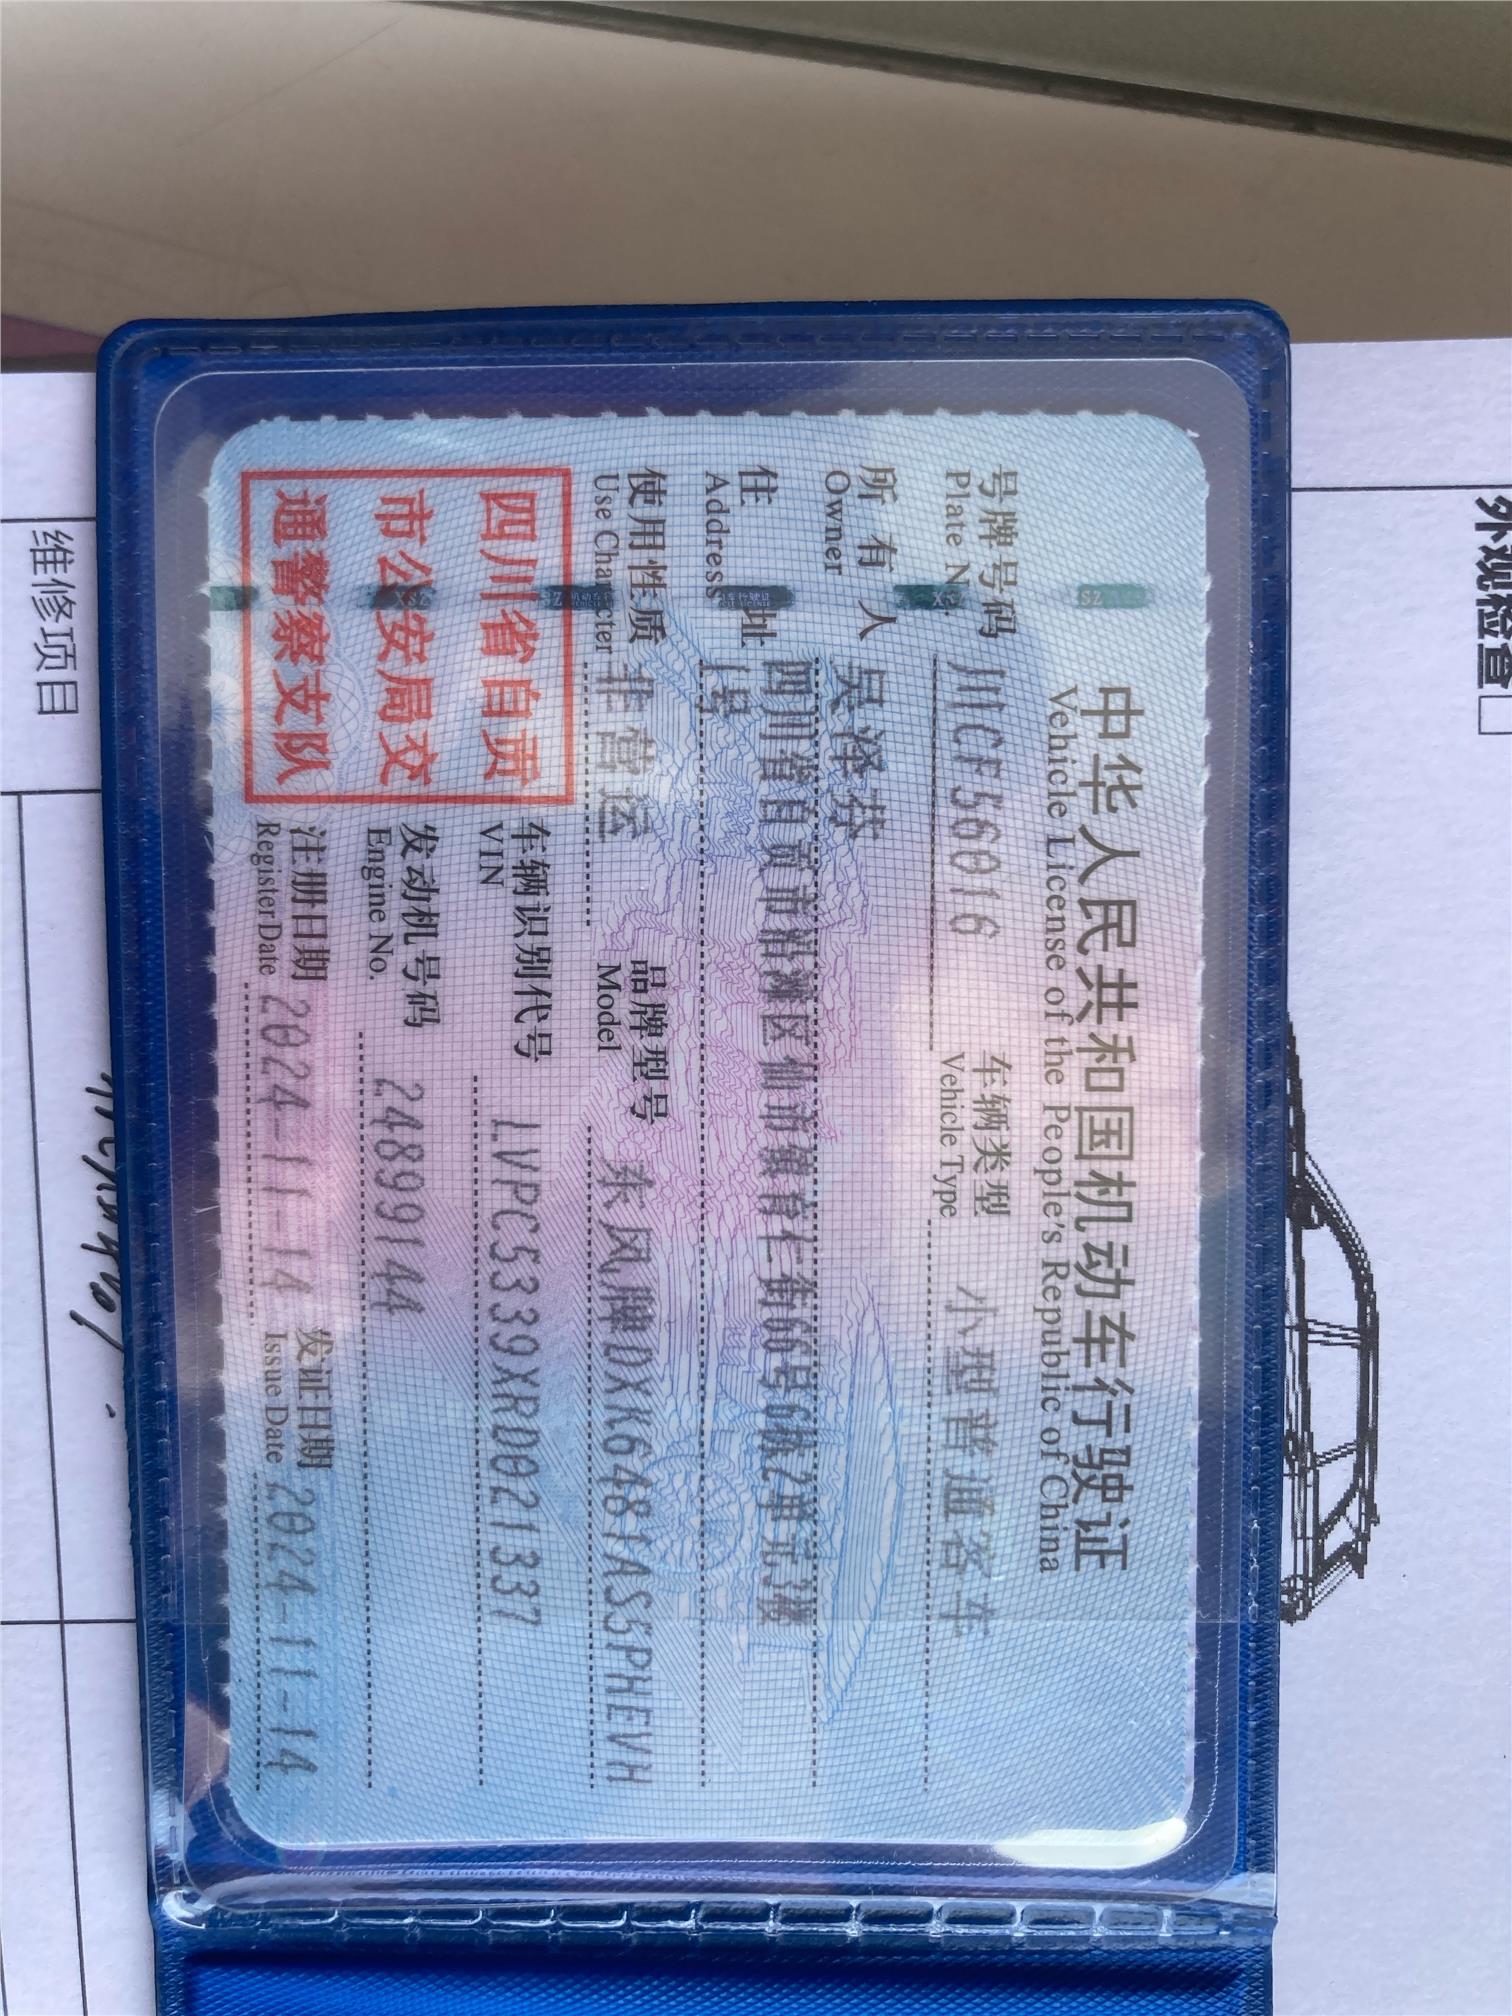 中华人民共和国机动车行驶证
Vehicle License of the People's Republic of China
号牌号码 川CF56016 车辆类型 小型普通客车
Plate No. Vehicle Type
所有人 吴泽芬
Owner
住址 四川省自贡市沿滩区仙市镇育仁街66号6栋2单元3楼
1号
Address
使用性质 非营运 品牌型号 东风牌DXK6481AS5PHEVH
Use Character Model
四川省自贡
市公安局交
通警察支队
车辆识别代号 LVPC5339XRD021337
VIN
发动机号码 24899144
Engine No.
注册日期 2024-11-14 发证日期 2024-11-14
Register Date Issue Date
外观检查
维修项目